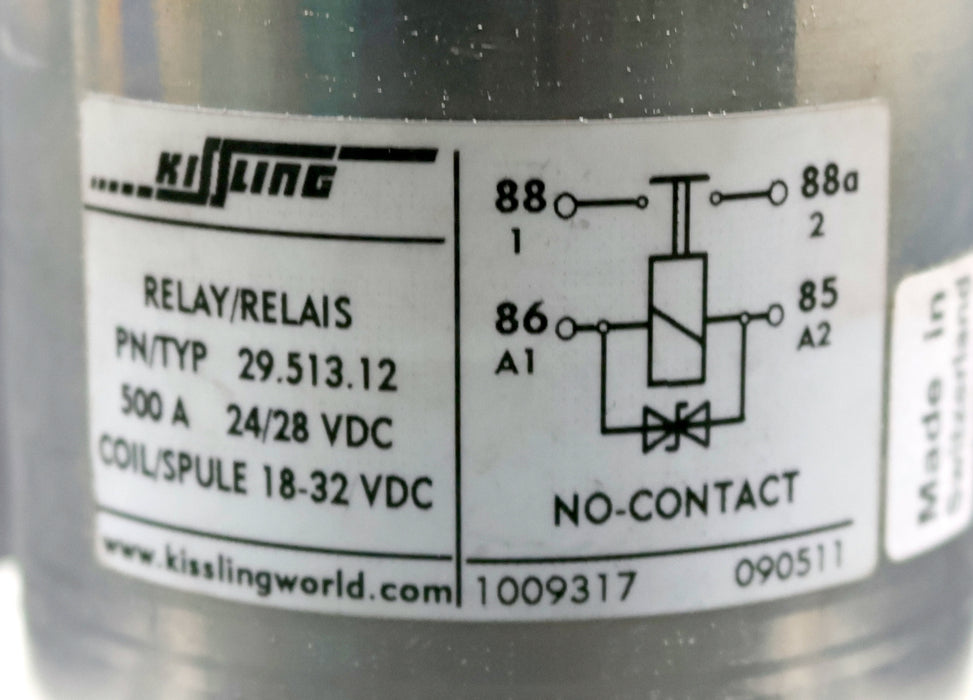 KISSLING
RELAY/RELAIS
PN/TYP 29.513.12
500 A 24/28 VDC
COIL/SPULE 18-32 VDC
www.kisslingworld.com
88
1
88a
2
86
A1
85
A2
NO-CONTACT
1009317 090511
Made in
Switzerland